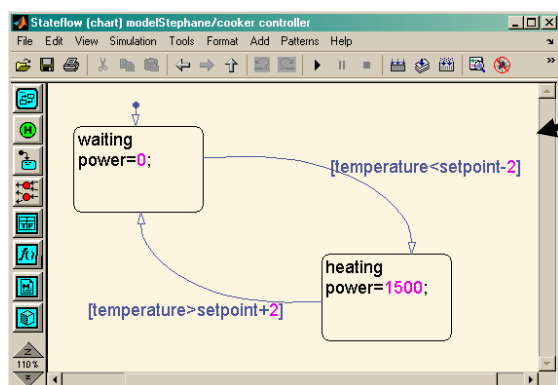 Stateflow (chart) modelStephane/cooker controller
File Edit View Simulation Tools Format Add Patterns Help
waiting
power=0;
[temperature<setpoint-2]
heating
power=1500;
[temperature>setpoint+2]
110%